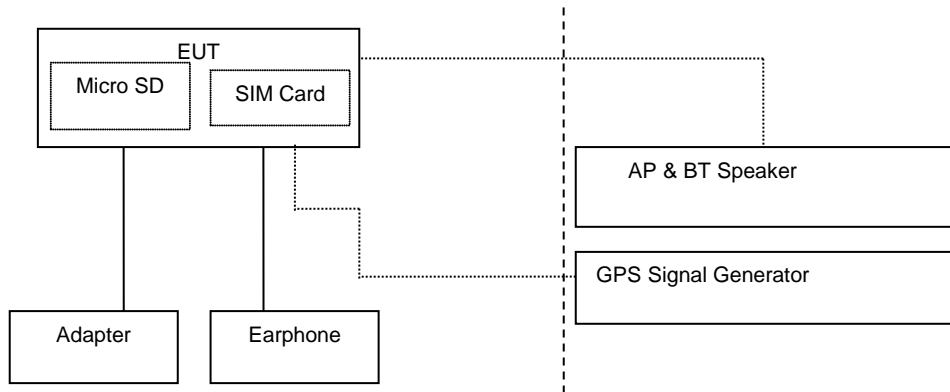 EUT
Micro SD
SIM Card
AP & BT Speaker
GPS Signal Generator
Adapter
Earphone